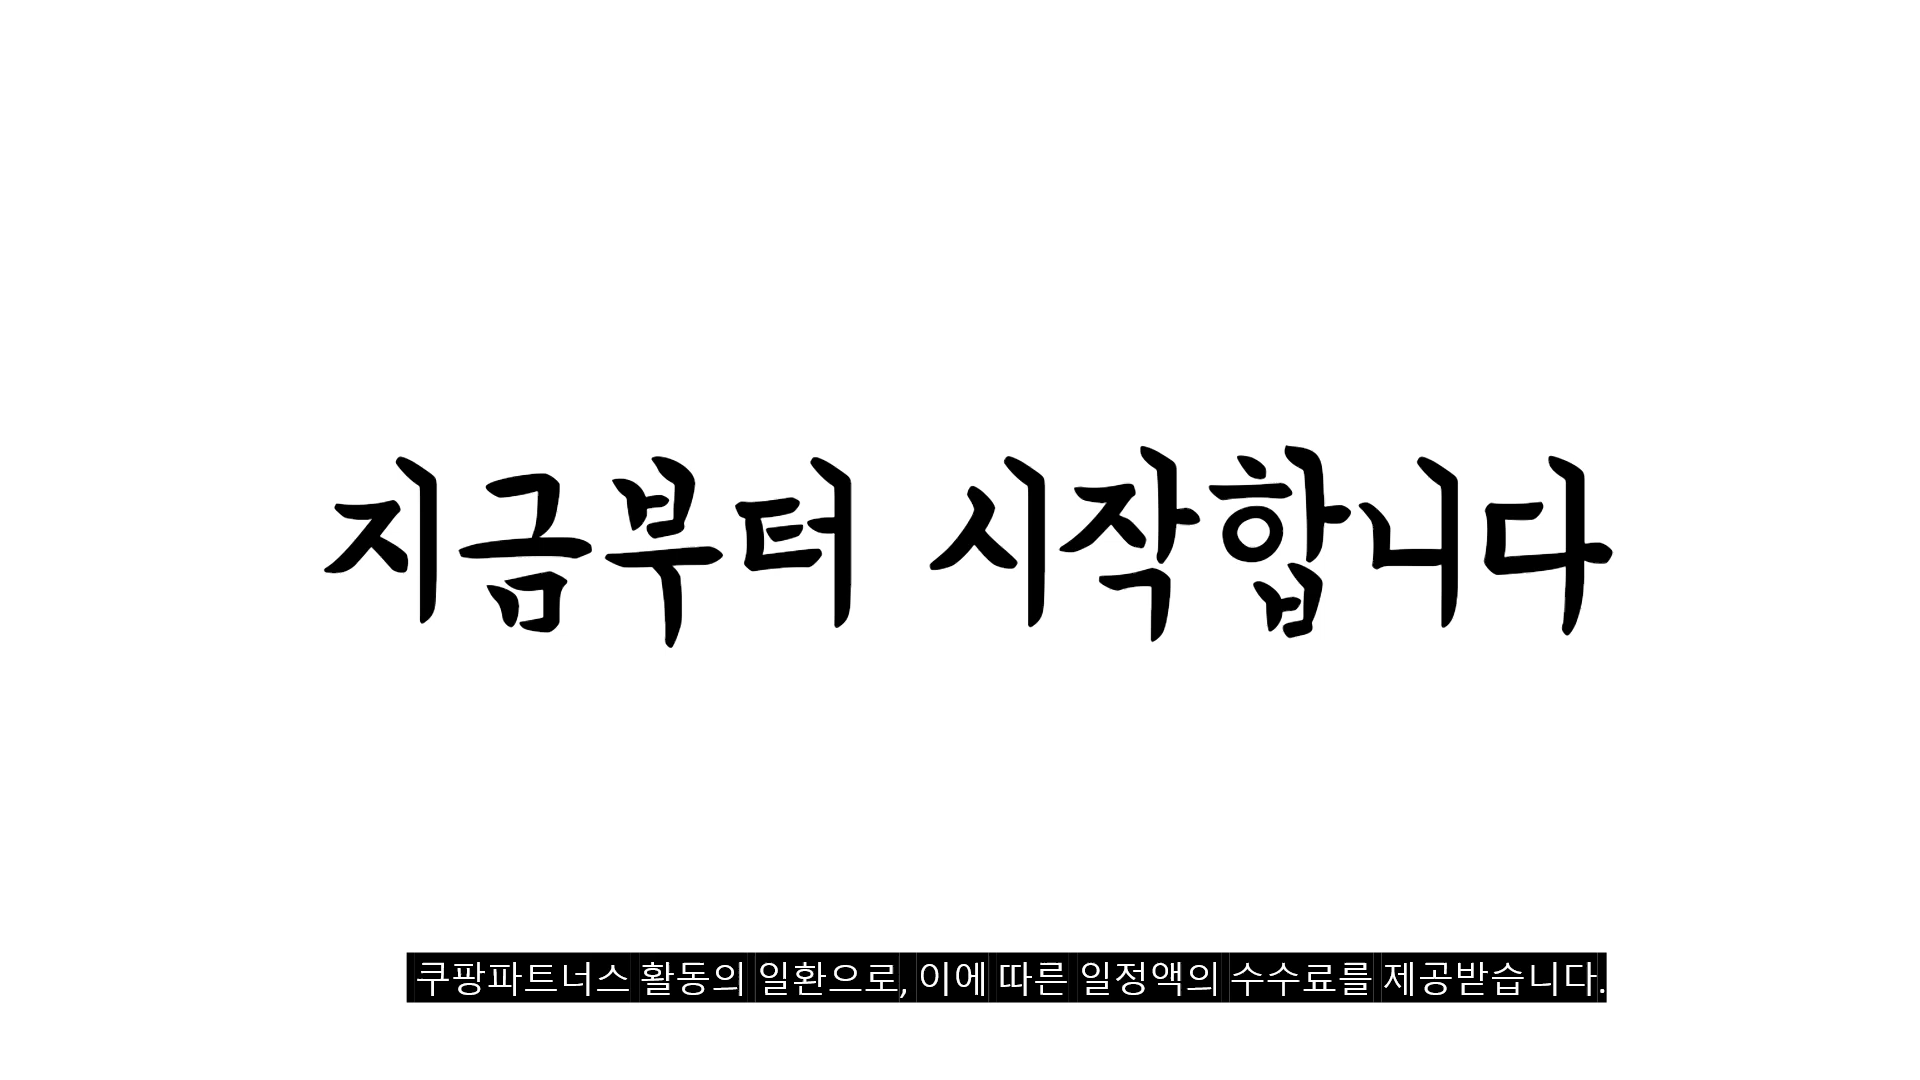 지금부터 시작합니다
쿠팡파트너스 활동의 일환으로, 이에 따른 일정액의 수수료를 제공받습니다.